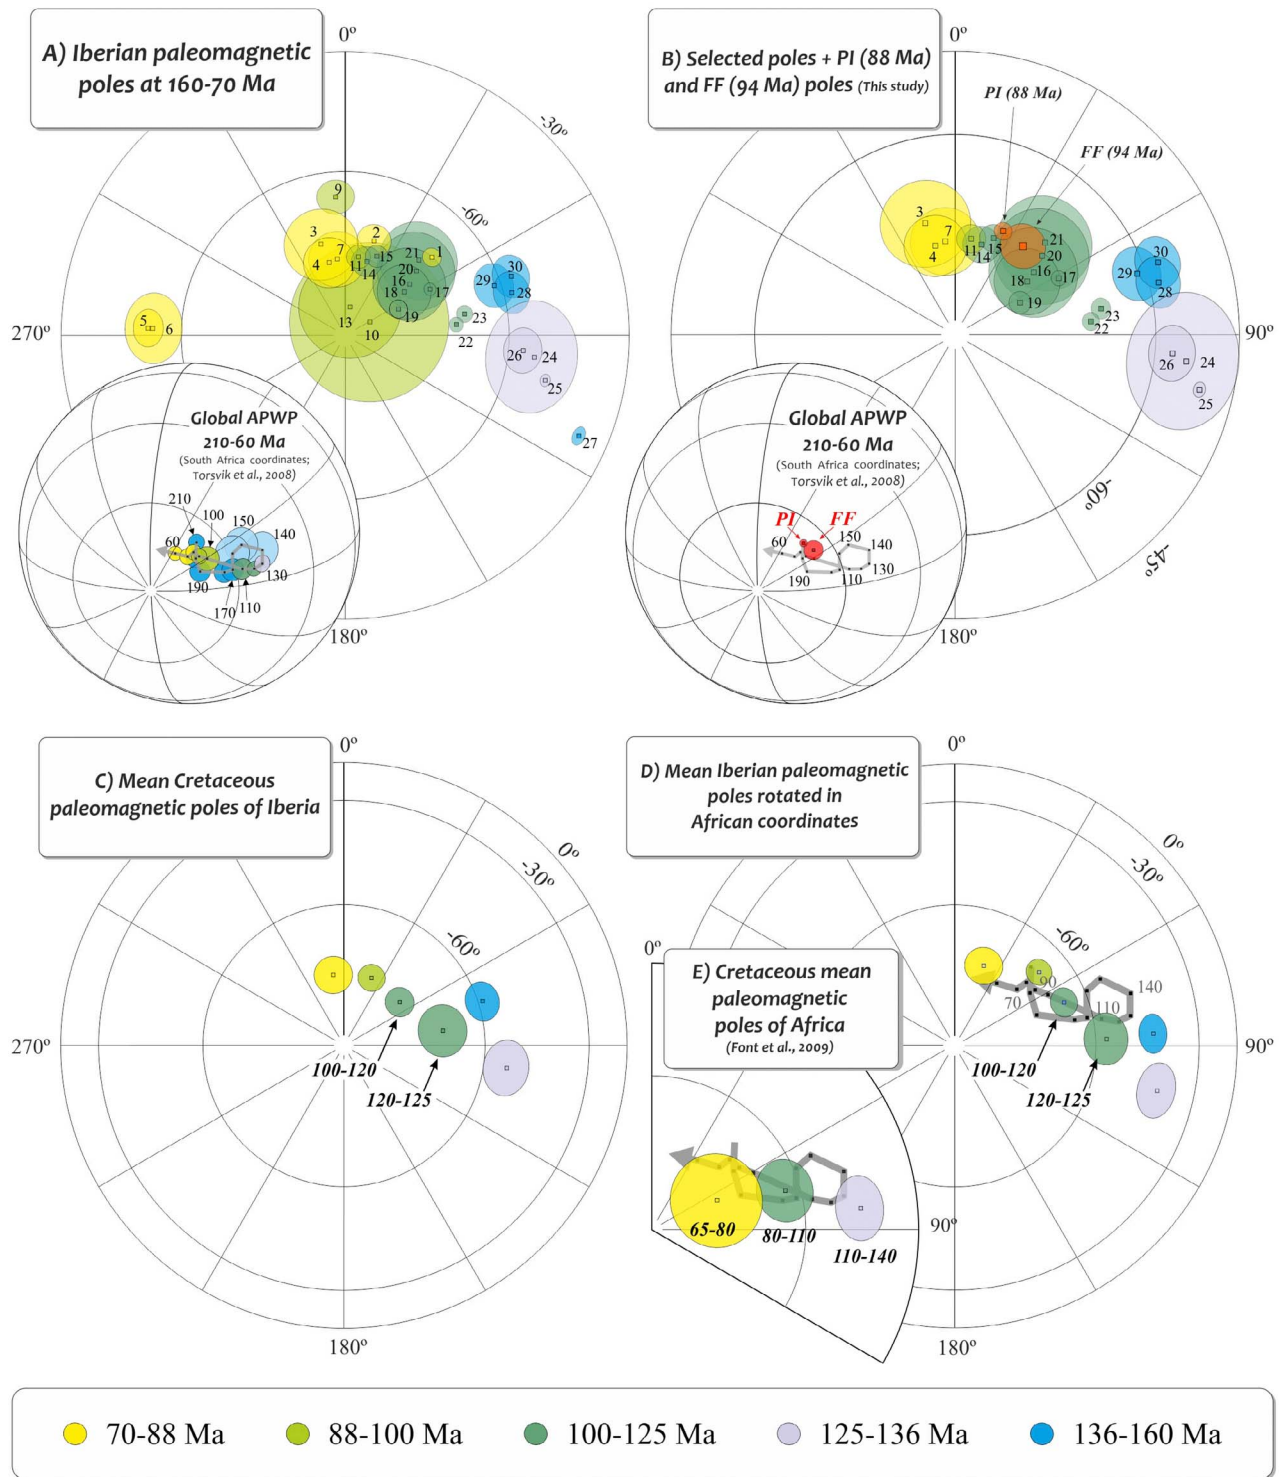 A) Iberian paleomagnetic
poles at 160-70 Ma
0º
-30º
-60º
9
3
2
7
4
11
15
14
21
1
20
16
18
17
19
13
10
23
22
30
29
28
5
6
26
24
25
27
270º
180º
Global APWP
210-60 Ma
(South Africa coordinates;
Torsvik et al., 2008)
210
100
150
140
60
190
130
170
110
B) Selected poles + PI (88 Ma)
and FF (94 Ma) poles (This study)
0º
PI (88 Ma)
FF (94 Ma)
3
7
4
11
15
14
21
20
16
17
18
19
23
22
30
29
28
26
24
25
90º
-60º
-45º
180º
Global APWP
210-60 Ma
(South Africa coordinates;
Torsvik et al., 2008)
PI
FF
60
150
140
190
110
130
C) Mean Cretaceous
paleomagnetic poles of Iberia
0º
0º
-30º
-60º
270º
100-120
120-125
180º
D) Mean Iberian paleomagnetic
poles rotated in
African coordinates
0º
0º
-30º
-60º
90
70
110
140
100-120
120-125
90º
180º
E) Cretaceous mean
paleomagnetic
poles of Africa
(Font et al., 2009)
0º
65-80
80-110
110-140
90º
70-88 Ma
88-100 Ma
100-125 Ma
125-136 Ma
136-160 Ma